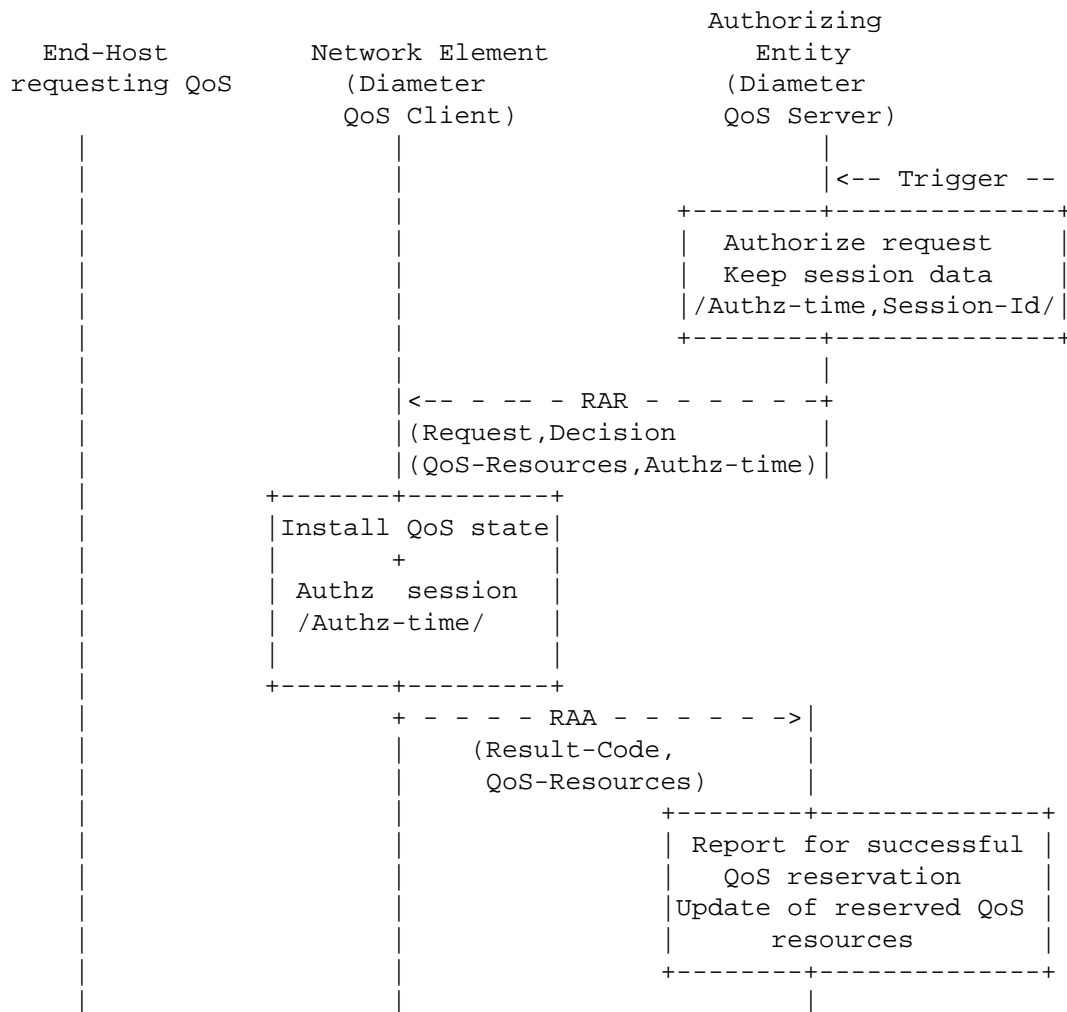 Authorizing
End-Host Network Element Entity
requesting QoS (Diameter (Diameter
QoS Client) QoS Server)
<-- Trigger --
Authorize request
Keep session data
/Authz-time,Session-Id/
<-- - -- - RAR - - - - - -+
(Request,Decision
(QoS-Resources,Authz-time)
Install QoS state
+
Authz session
/Authz-time/
+ - - - - RAA - - - - - ->
(Result-Code,
QoS-Resources)
Report for successful
QoS reservation
Update of reserved QoS
resources